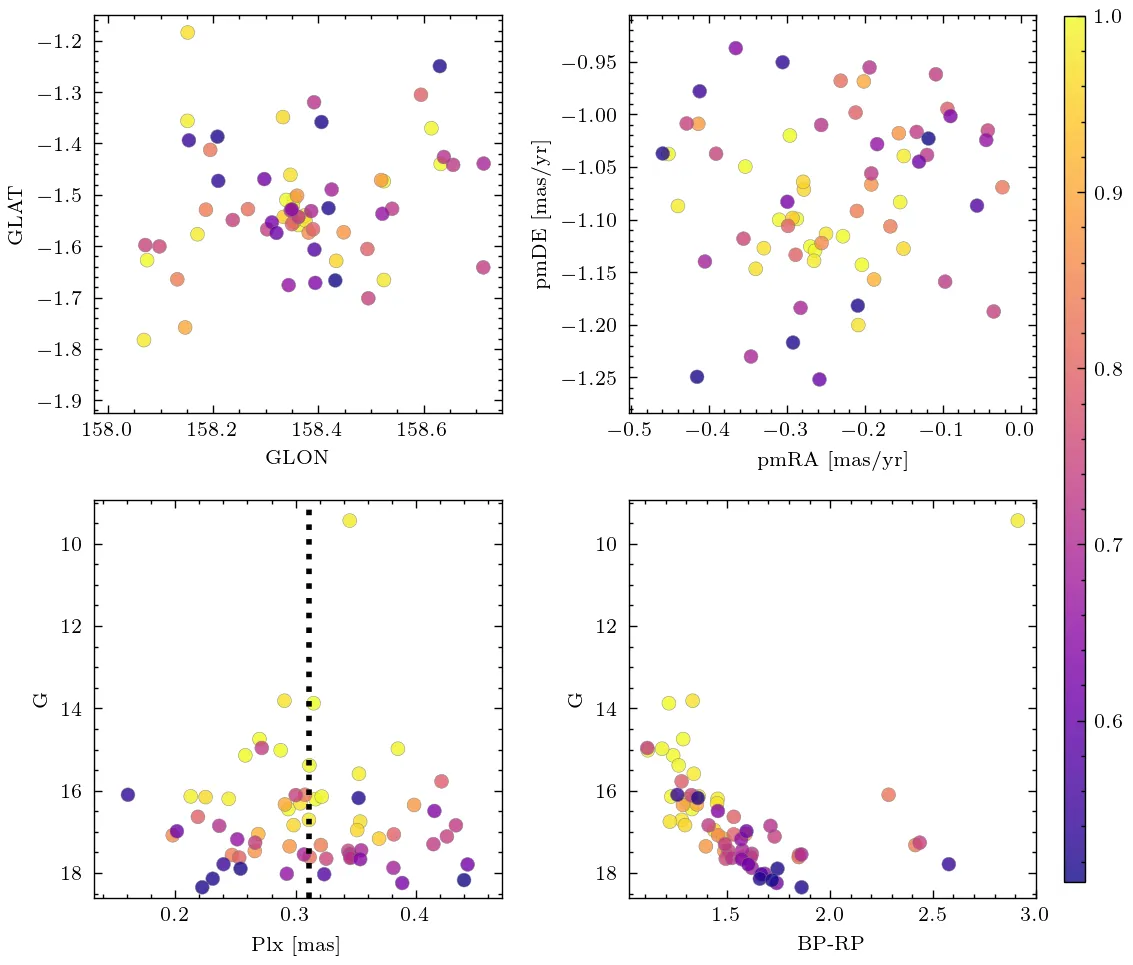 −1.2
−1.3
−1.4
−1.5
−1.6
−1.7
−1.8
−1.9
GLAT
158.0 158.2 158.4 158.6
GLON
−0.95
−1.00
−1.05
−1.10
−1.15
−1.20
−1.25
pmDE [mas/yr]
−0.5 −0.4 −0.3 −0.2 −0.1 0.0
pmRA [mas/yr]
10
12
14
16
18
G
0.2 0.3 0.4
Plx [mas]
10
12
14
16
18
G
1.5 2.0 2.5 3.0
BP-RP
1.0
0.9
0.8
0.7
0.6